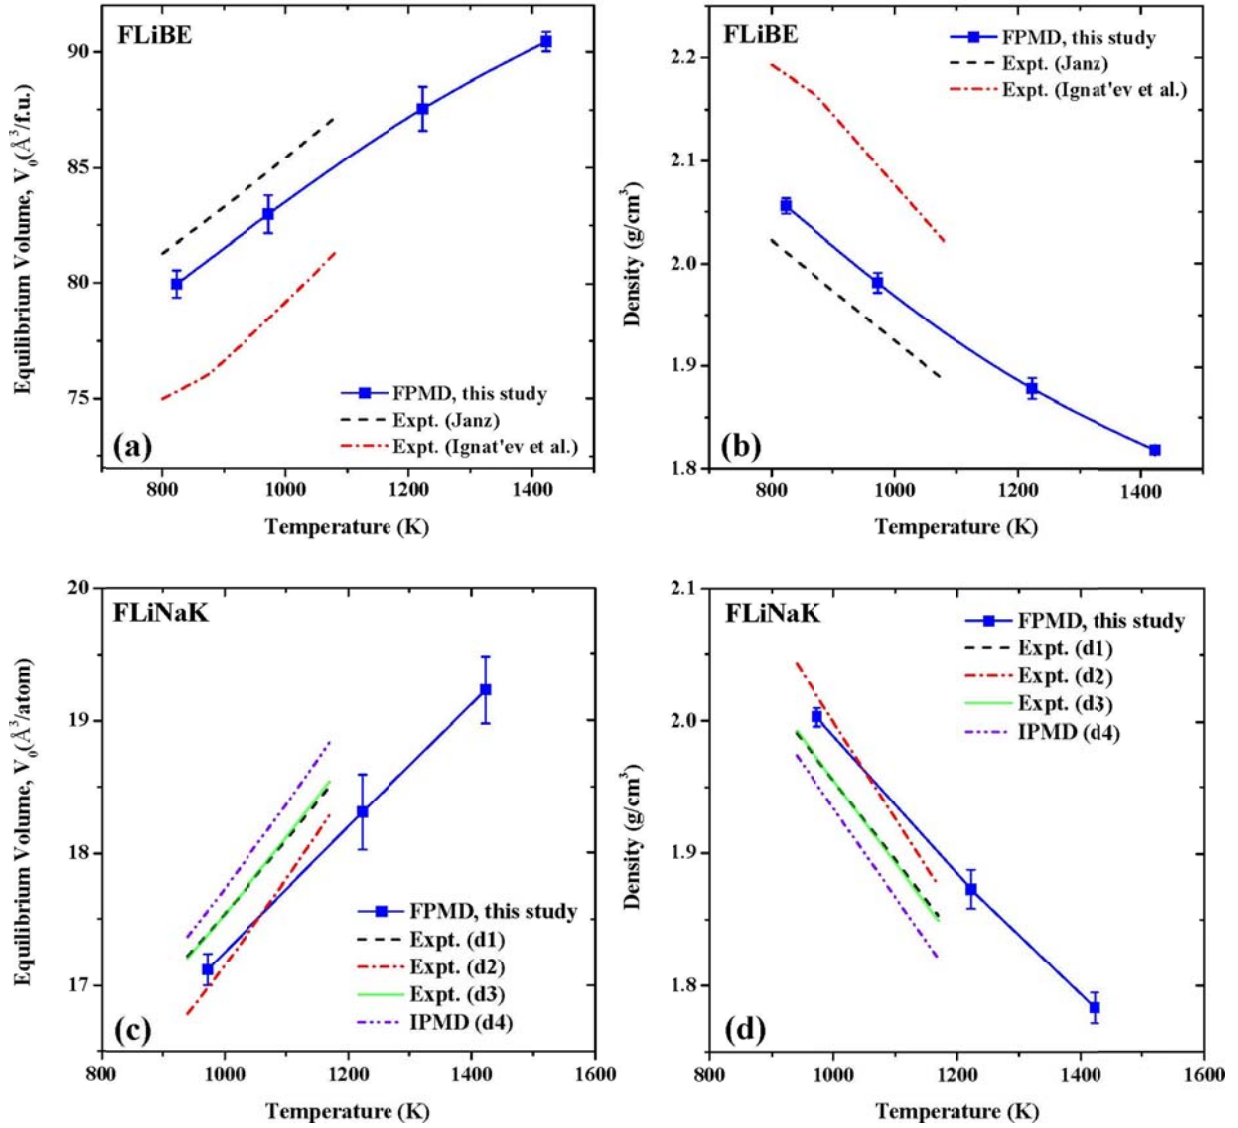 FLiBE
90
85
80
75
Equilibrium Volume, V₀(Å³/f.u.)
FPMD, this study
Expt. (Janz)
Expt. (Ignat'ev et al.)
(a)
800 1000 1200 1400
Temperature (K)
FLiBE
FPMD, this study
Expt. (Janz)
Expt. (Ignat'ev et al.)
2.2
2.1
2.0
1.9
1.8
Density (g/cm³)
(b)
800 1000 1200 1400
Temperature (K)
FLiNaK
20
19
18
17
Equilibrium Volume, V₀(Å³/atom)
FPMD, this study
Expt. (d1)
Expt. (d2)
Expt. (d3)
IPMD (d4)
(c)
800 1000 1200 1400 1600
Temperature (K)
FLiNaK
FPMD, this study
Expt. (d1)
Expt. (d2)
Expt. (d3)
IPMD (d4)
2.1
2.0
1.9
1.8
Density (g/cm³)
(d)
800 1000 1200 1400 1600
Temperature (K)